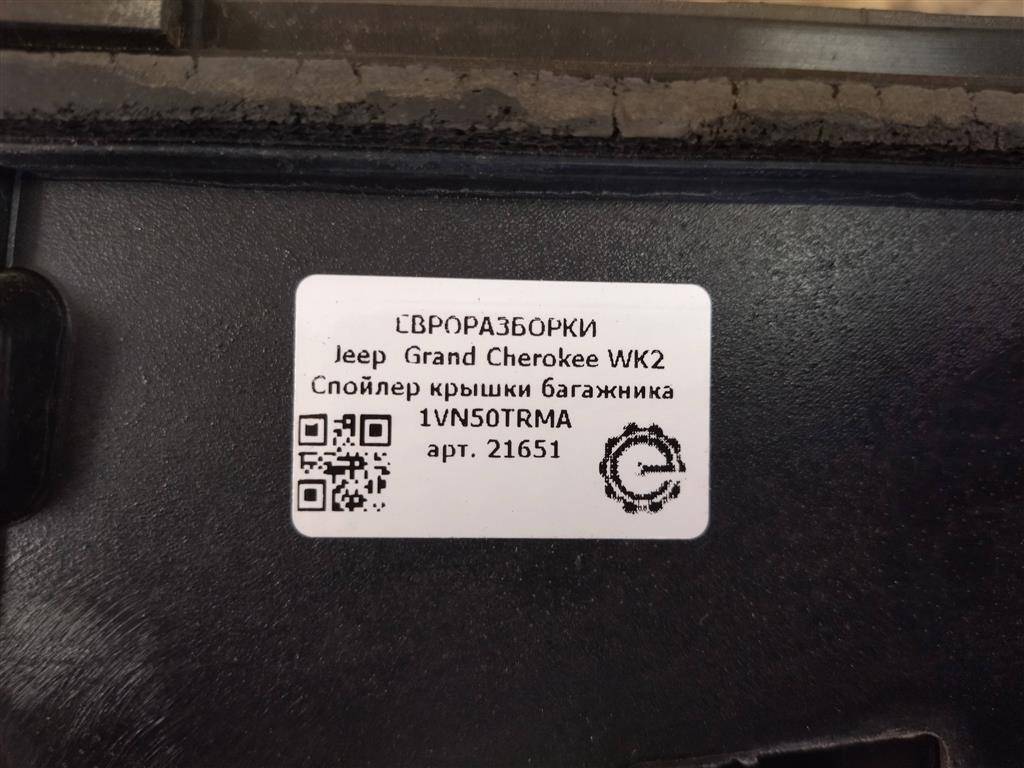 ЕВРОРАЗБОРКИ
Jeep Grand Cherokee WK2
Спойлер крышки багажника
1VN50TRMA
арт. 21651